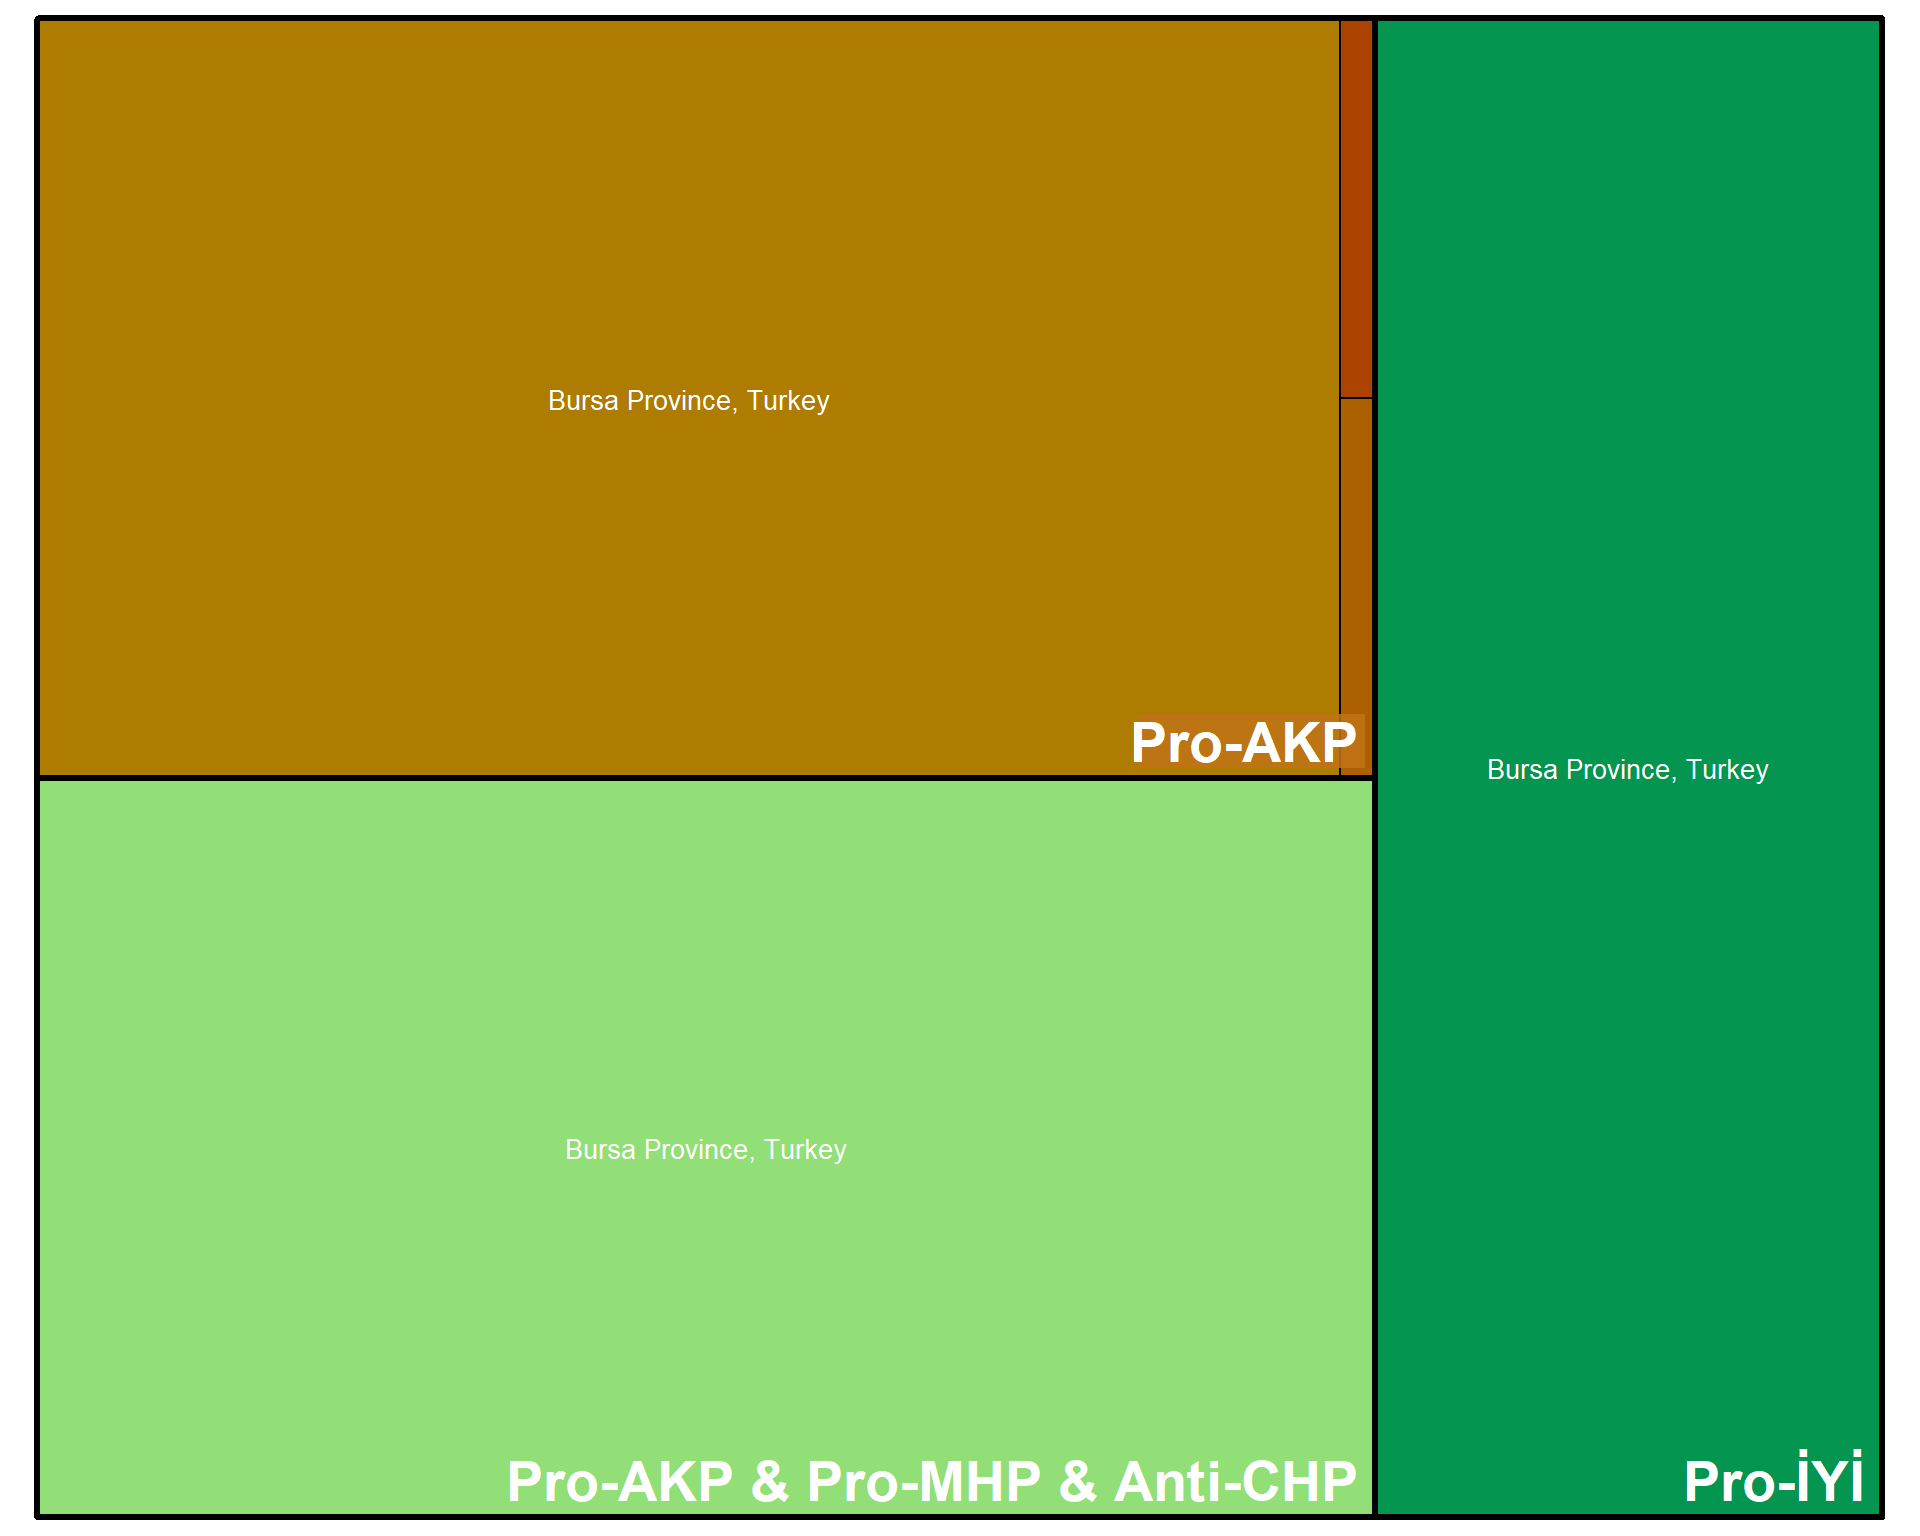 Bursa Province, Turkey
Pro-AKP
Bursa Province, Turkey
Bursa Province, Turkey
Pro-AKP & Pro-MHP & Anti-CHP
Pro-İYİ